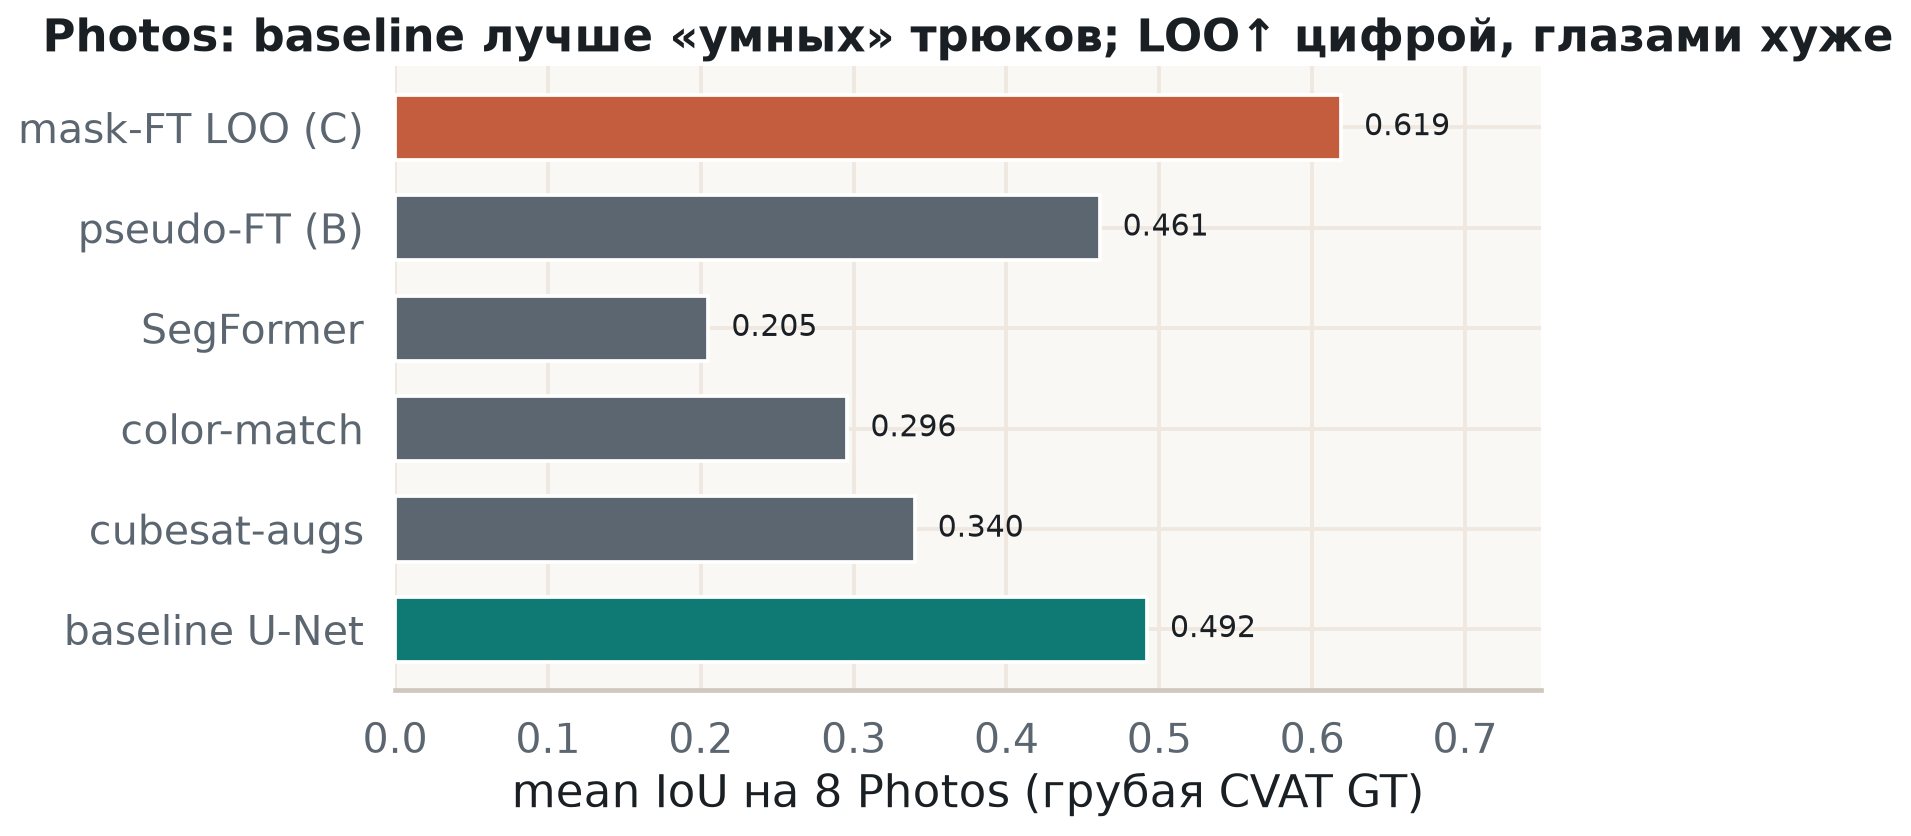 Photos: baseline лучше «умных» трюков; LOO↑ цифрой, глазами хуже
mask-FT LOO (C)
0.619
pseudo-FT (B)
0.461
SegFormer
0.205
color-match
0.296
cubesat-augs
0.340
baseline U-Net
0.492
0.0 0.1 0.2 0.3 0.4 0.5 0.6 0.7
mean IoU на 8 Photos (грубая CVAT GT)